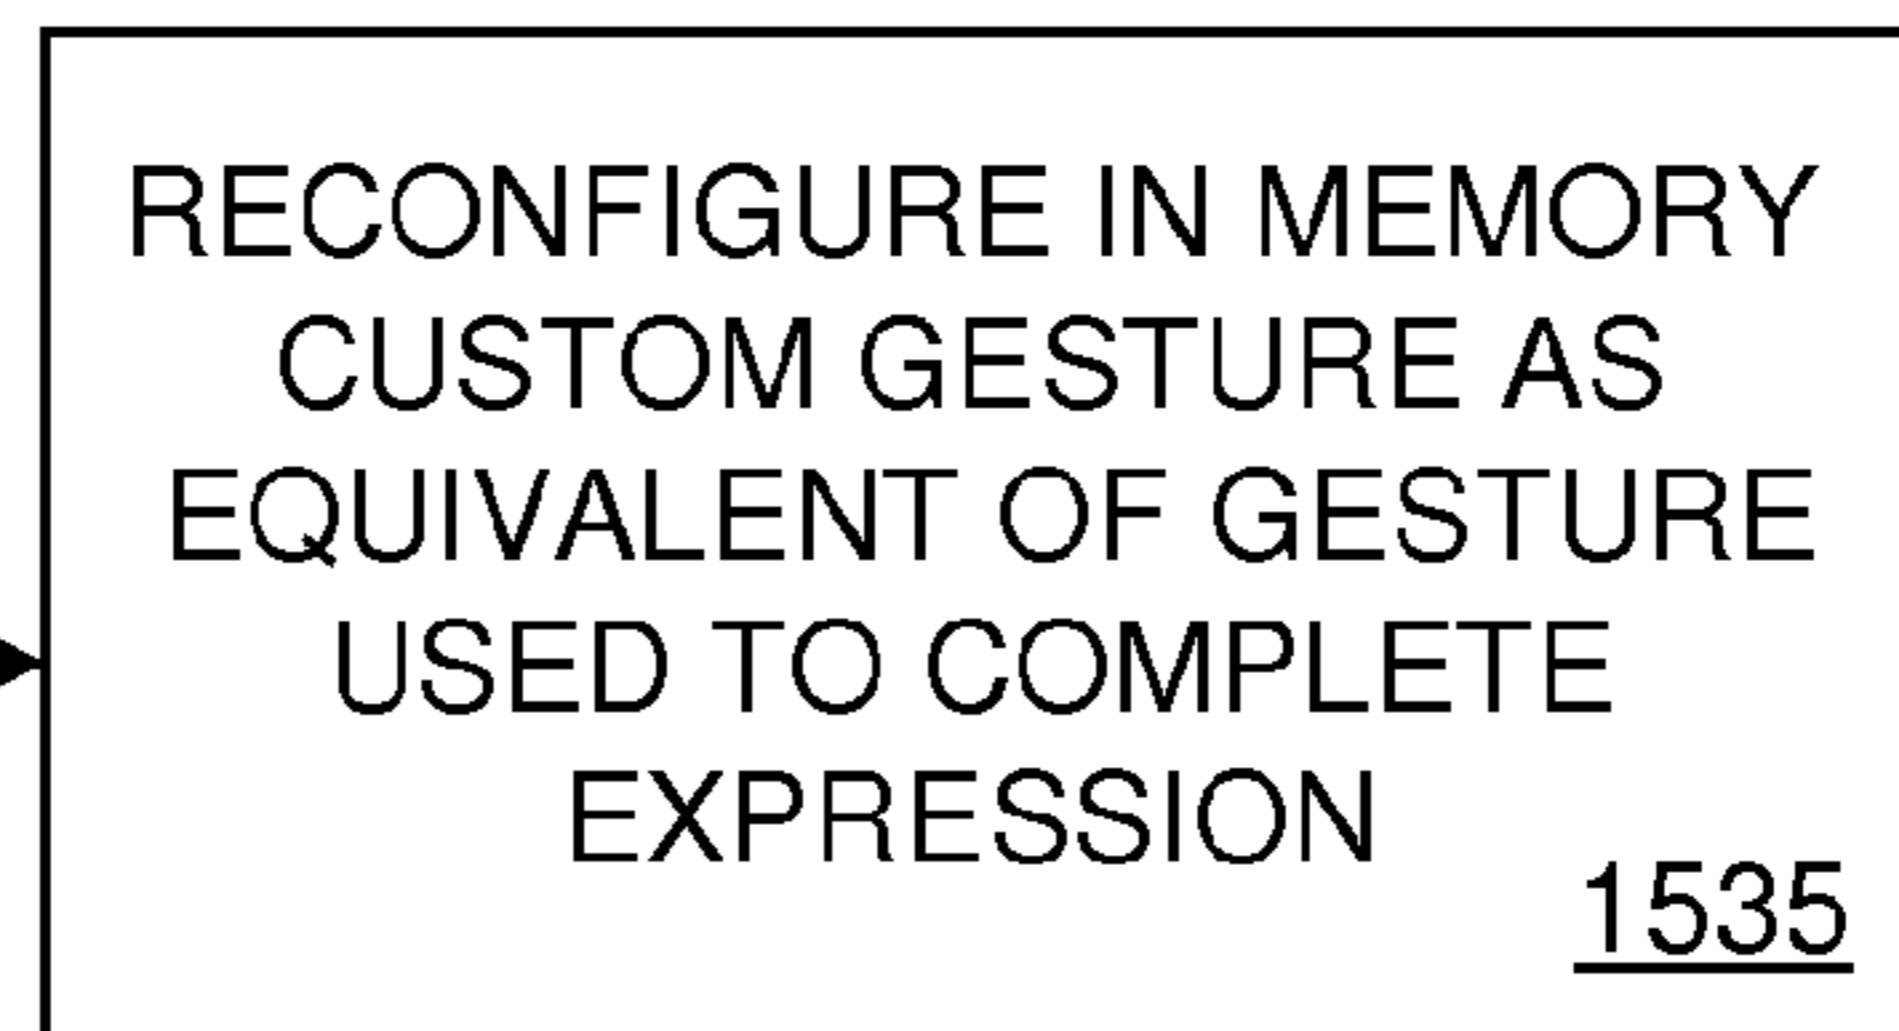 RECONFIGURE IN MEMORY
CUSTOM GESTURE AS
EQUIVALENT OF GESTURE
USED TO COMPLETE
EXPRESSION
1535